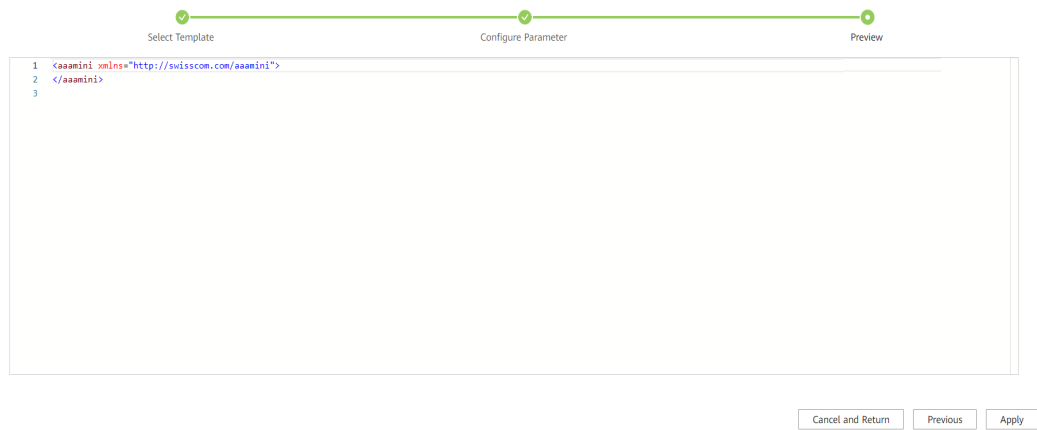 Select Template
Configure Parameter
Preview
1 <aaamini xmlns="http://swisscom.com/aaamini">
2 </aaamini>
3
Cancel and Return
Previous
Apply